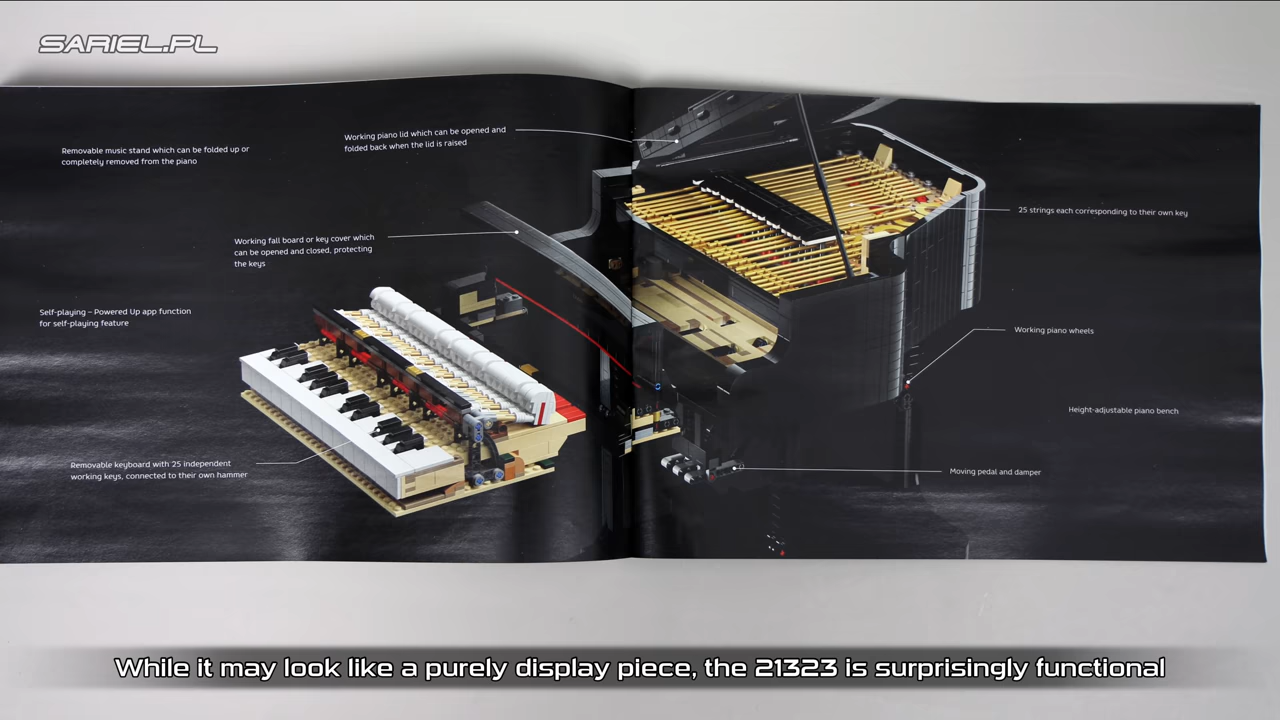 SARIEL.PL
Removable music stand which can be folded up or
completely removed from the piano
Working piano lid which can be opened and
folded back when the lid is raised
Working fall board or key cover which
can be opened and closed, protecting
the keys
Self-playing – Powered Up app function
for self-playing feature
Removable keyboard with 25 independent
working keys, connected to their own hammer
25 strings each corresponding to their own key
Working piano wheels
Height-adjustable piano bench
Moving pedal and damper
While it may look like a purely display piece, the 21323 is surprisingly functional